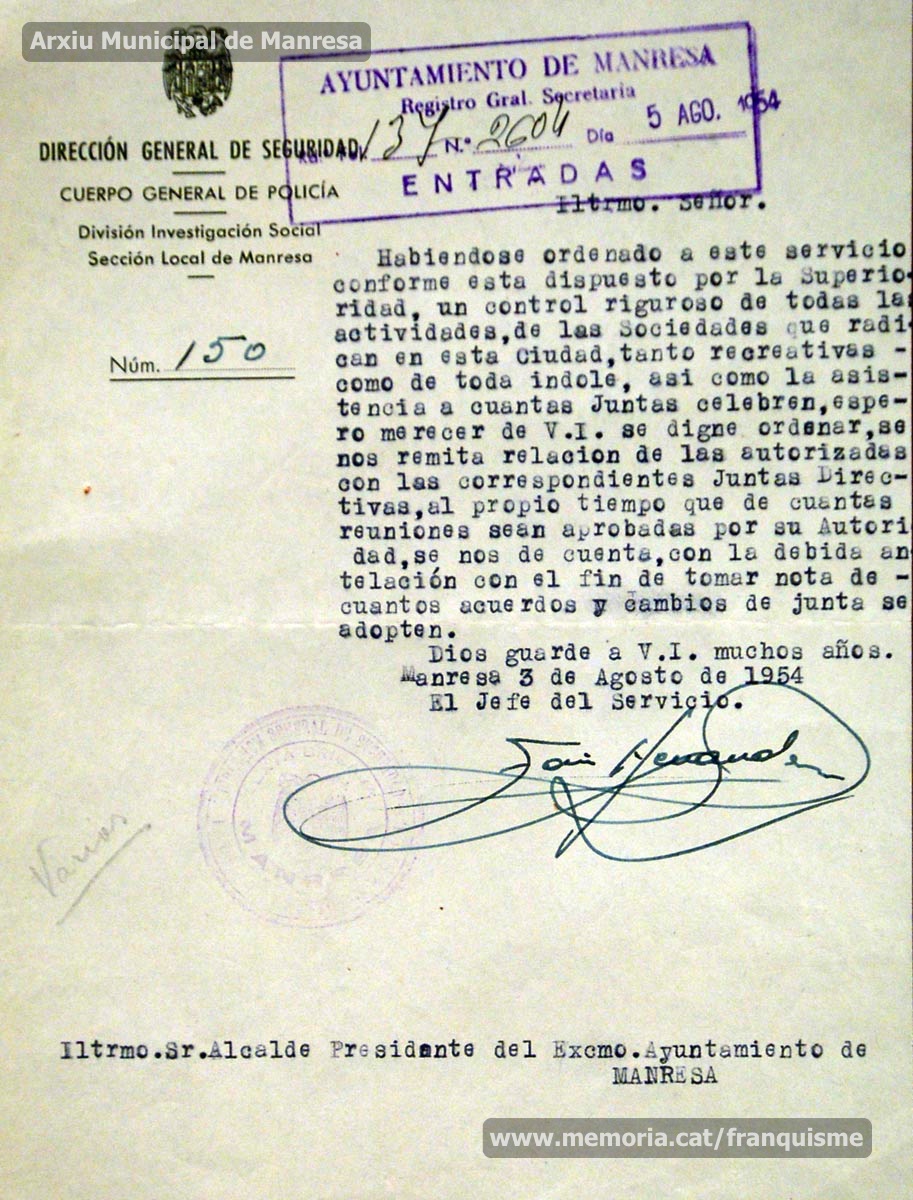 Arxiu Municipal de Manresa
AYUNTAMIENTO DE MANRESA
Registro Gral. Secretaria
137 N.º 2604 Día 5 AGO. 1954
ENTRADAS
DIRECCIÓN GENERAL DE SEGURIDAD
CUERPO GENERAL DE POLICÍA
División Investigación Social
Sección Local de Manresa
Núm. 150
Iltrmo. Señor.
Habiendose ordenado a este servicio
conforme esta dispuesto por la Superio-
ridad, un control riguroso de todas las
actividades,de las Sociedades que radi-
can en esta Ciudad,tanto recreativas -
como de toda indole, asi como la asis-
tencia a cuantas Juntas celebren,espe-
ro merecer de V.I. se digne ordenar,se
nos remita relacion de las autorizadas
con las correspondientes Juntas Direc-
tivas,al propio tiempo que de cuantas
reuniones sean aprobadas por su Autori
dad,se nos de cuenta,con la debida an-
telación con el fin de tomar nota de -
cuantos acuerdos y cambios de junta se
adopten.
Dios guarde a V.I. muchos años.
Manresa 3 de Agosto de 1954
El Jefe del Servicio.
Varios
Iltrmo.Sr.Alcalde Presidente del Excmo.Ayuntamiento de
MANRESA
www.memoria.cat/franquisme